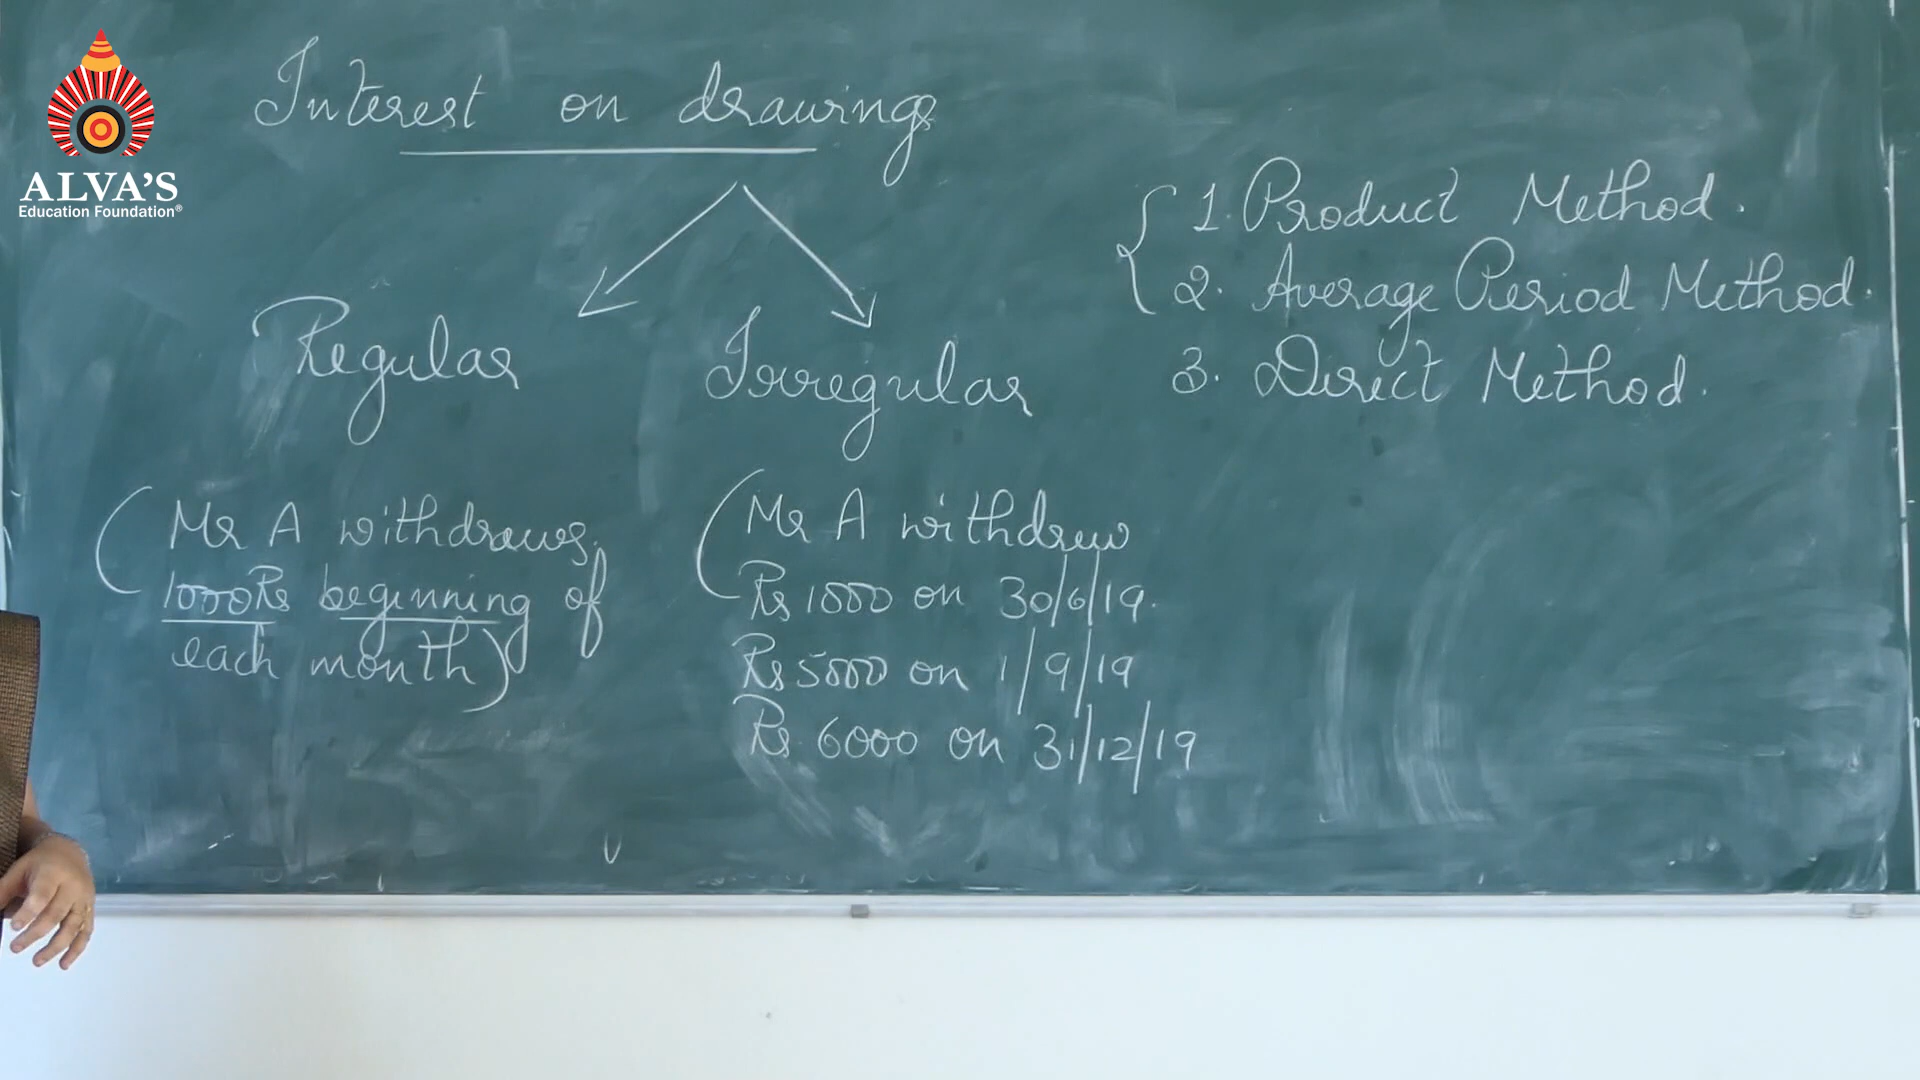 ALVA'S
Education Foundation®
Interest on drawings
Regular
Irregular
(Mr A withdraws
1000Rs beginning of
each month)
(Mr A withdrew
Rs 1000 on 30/6/19.
Rs 5000 on 1/9/19
Rs. 6000 on 31/12/19
{ 1. Product Method.
2. Average Period Method.
3. Direct Method.